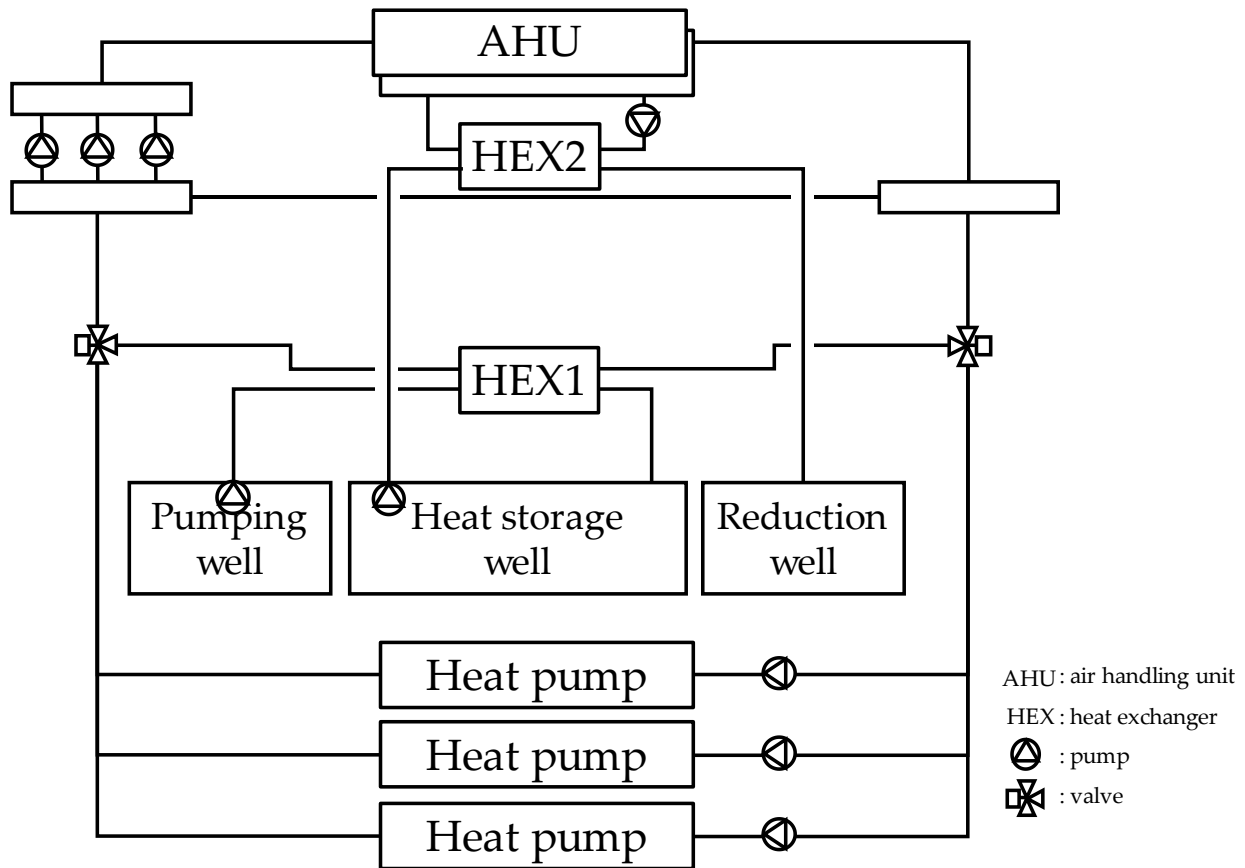 AHU
HEX2
HEX1
Pumping
well
Heat storage
well
Reduction
well
Heat pump
Heat pump
Heat pump
AHU : air handling unit
HEX : heat exchanger
: pump
: valve